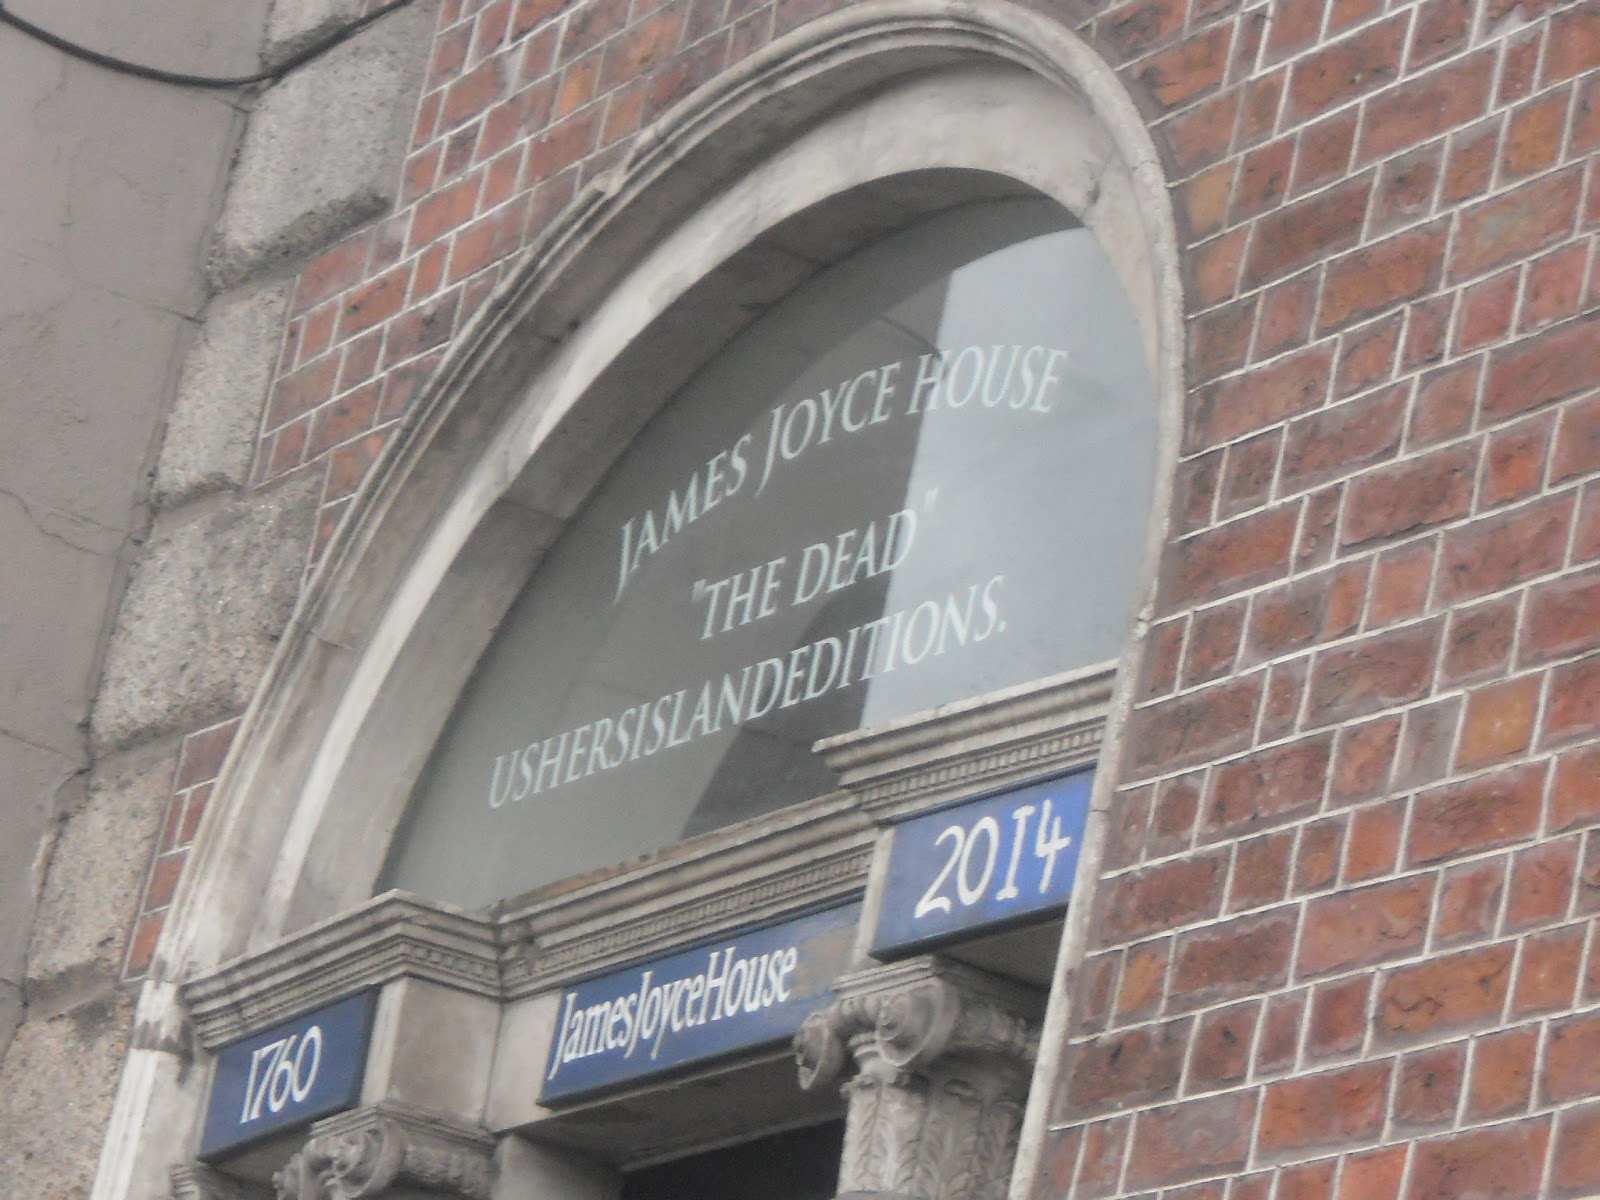 JAMES JOYCE HOUSE
"THE DEAD"
USHERSISLANDEDITIONS.
1760
JamesJoyceHouse
2014